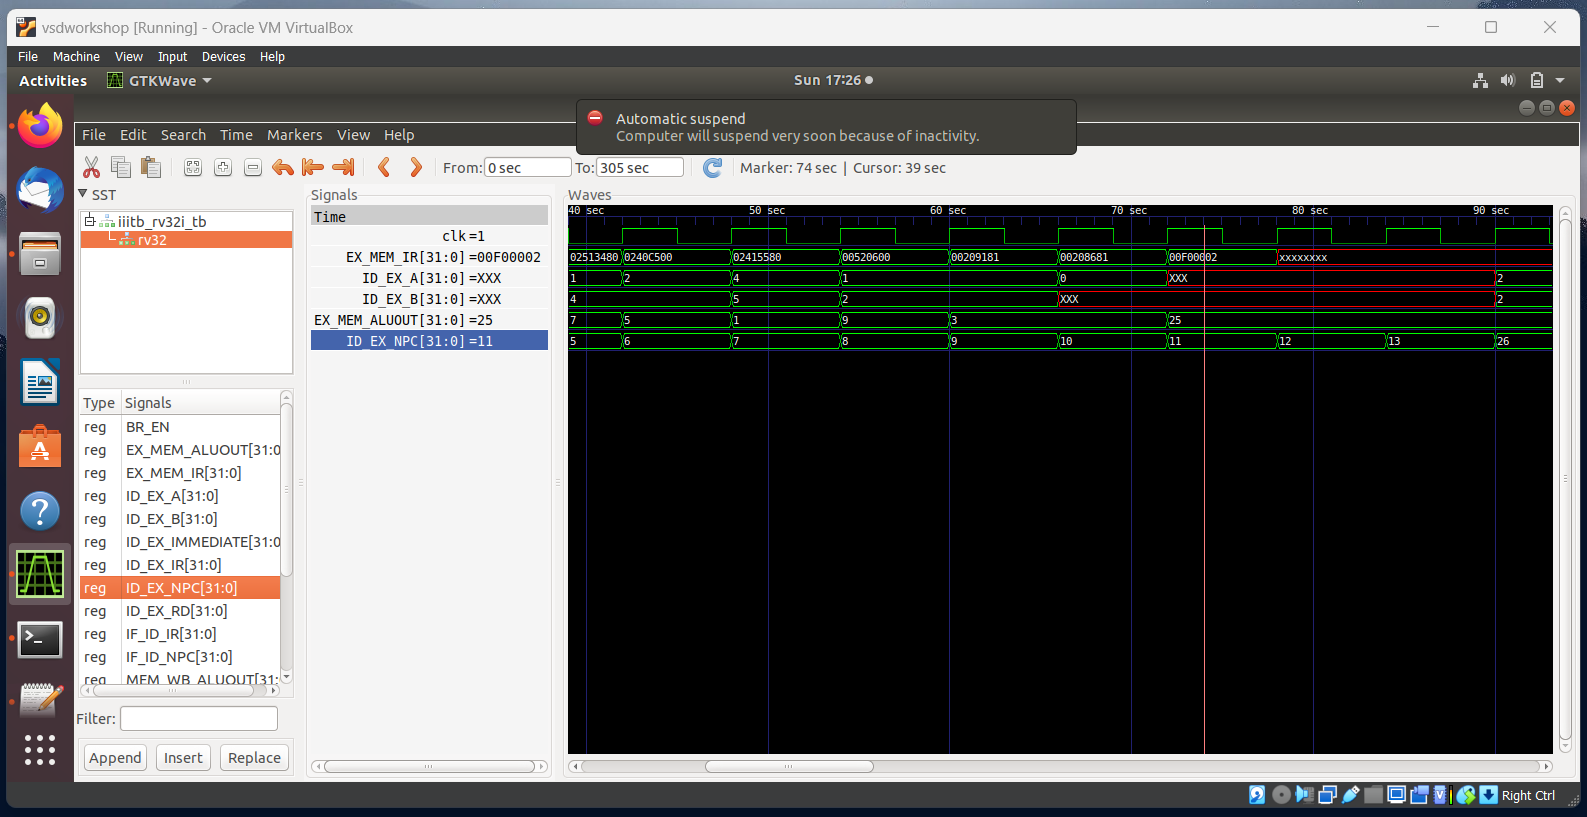 vsdworkshop [Running] - Oracle VM VirtualBox
File Machine View Input Devices Help
Activities GTKWave Sun 17:26
Automatic suspend
Computer will suspend very soon because of inactivity.
File Edit Search Time Markers View Help
From: 0 sec To: 305 sec Marker: 74 sec | Cursor: 39 sec
SST
iiitb_rv32i_tb
rv32
Type Signals
reg BR_EN
reg EX_MEM_ALUOUT[31:0
reg EX_MEM_IR[31:0]
reg ID_EX_A[31:0]
reg ID_EX_B[31:0]
reg ID_EX_IMMEDIATE[31:0
reg ID_EX_IR[31:0]
reg ID_EX_NPC[31:0]
reg ID_EX_RD[31:0]
reg IF_ID_IR[31:0]
reg IF_ID_NPC[31:0]
reg MEM_WB_ALUOUT[31:
Filter:
Append Insert Replace
Signals
Time
clk=1
EX_MEM_IR[31:0]=00F00002
ID_EX_A[31:0]=XXX
ID_EX_B[31:0]=XXX
EX_MEM_ALUOUT[31:0]=25
ID_EX_NPC[31:0]=11
Waves
40 sec 50 sec 60 sec 70 sec 80 sec 90 sec
02513480 0240C500 02415580 00520600 00209181 00208681 00F00002 xxxxxxxx
1 2 4 1 0 XXX 2
4 5 2 XXX 2
7 5 1 9 3 25
5 6 7 8 9 10 11 12 13 26
Right Ctrl